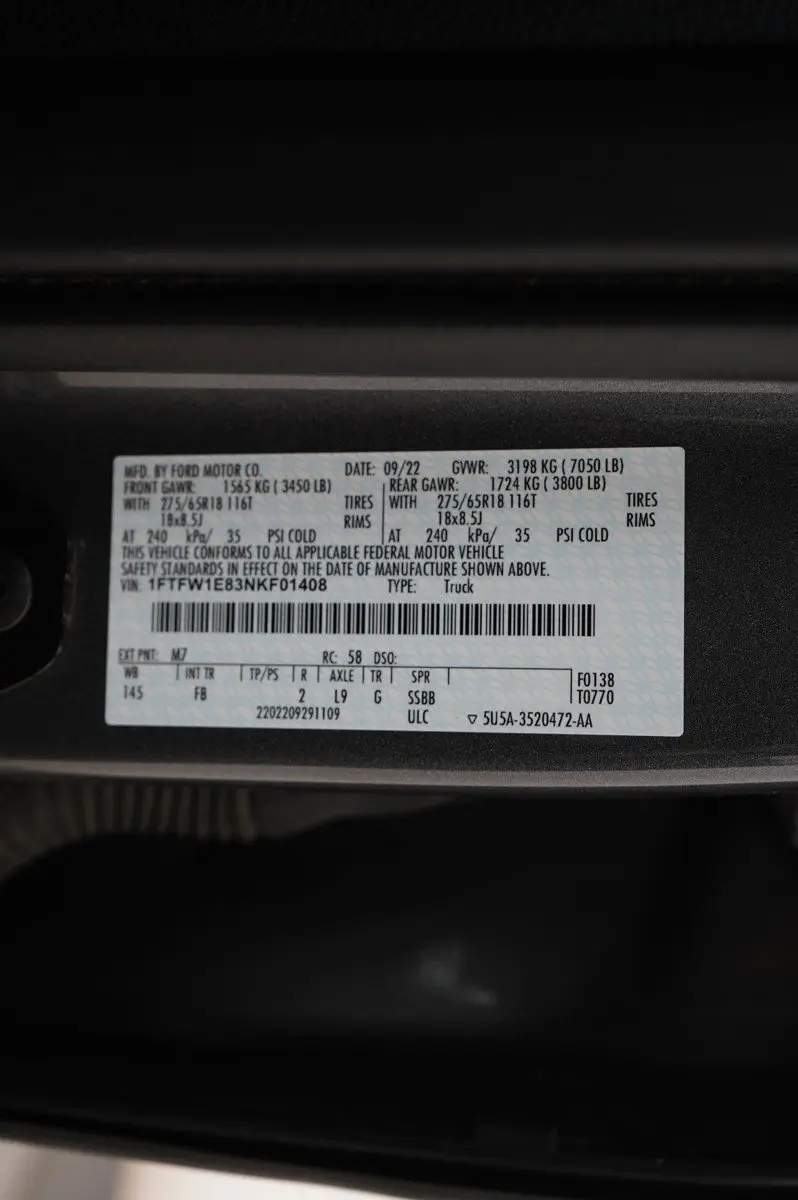 MFD. BY FORD MOTOR CO. DATE: 09/22 GVWR: 3198 KG ( 7050 LB)
FRONT GAWR: 1565 KG ( 3450 LB) REAR GAWR: 1724 KG ( 3800 LB)
WITH 275/65R18 116T TIRES WITH 275/65R18 116T TIRES
18x8.5J RIMS 18x8.5J RIMS
AT 240 kPa/ 35 PSI COLD AT 240 kPa/ 35 PSI COLD
THIS VEHICLE CONFORMS TO ALL APPLICABLE FEDERAL MOTOR VEHICLE
SAFETY STANDARDS IN EFFECT ON THE DATE OF MANUFACTURE SHOWN ABOVE.
VIN: 1FTFW1E83NKF01408 TYPE: Truck
EXT PNT: M7 RC: 58 DSO:
WB INT TR TP/PS R AXLE TR SPR F0138
145 FB 2 L9 G SSBB T0770
2202209291109 ULC ▽ 5U5A-3520472-AA